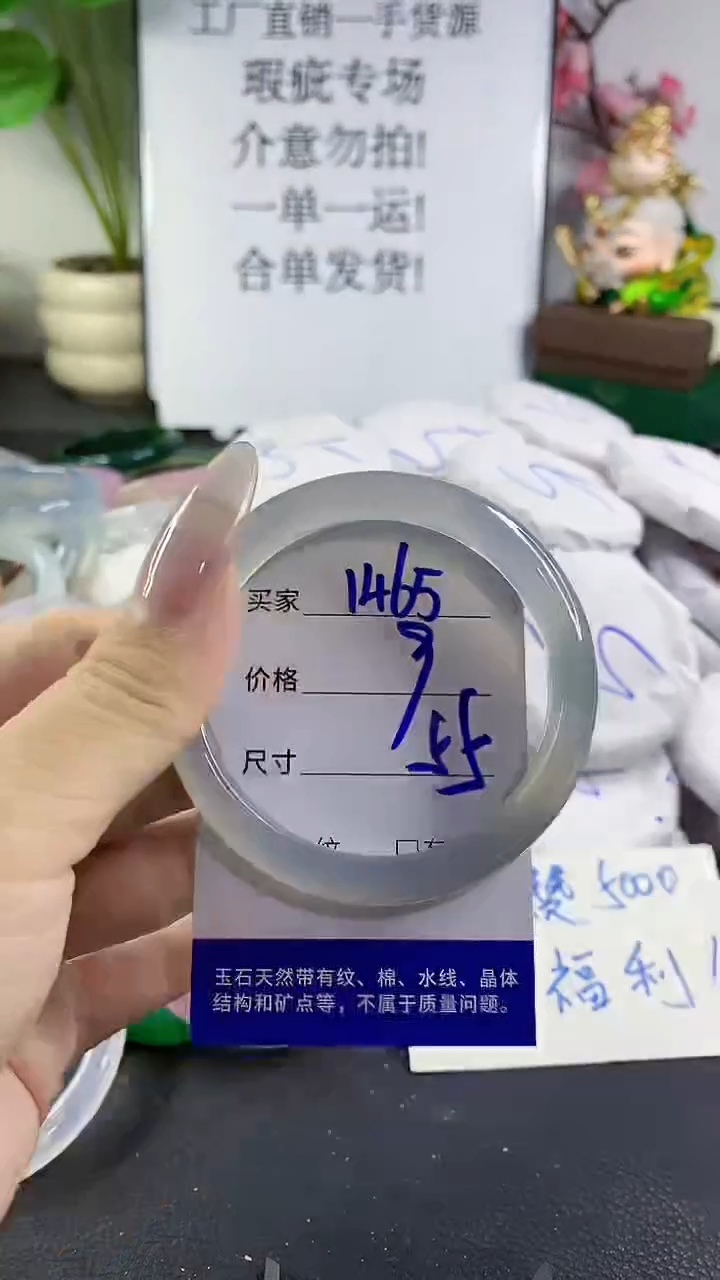 工厂直销一手货源
瑕疵专场
介意勿拍!
一单一运!
合单发货!
买家 1465
价格
尺寸 55
玉石天然带有纹、棉、水线、晶体
结构和矿点等，不属于质量问题。
赞 5000
福利